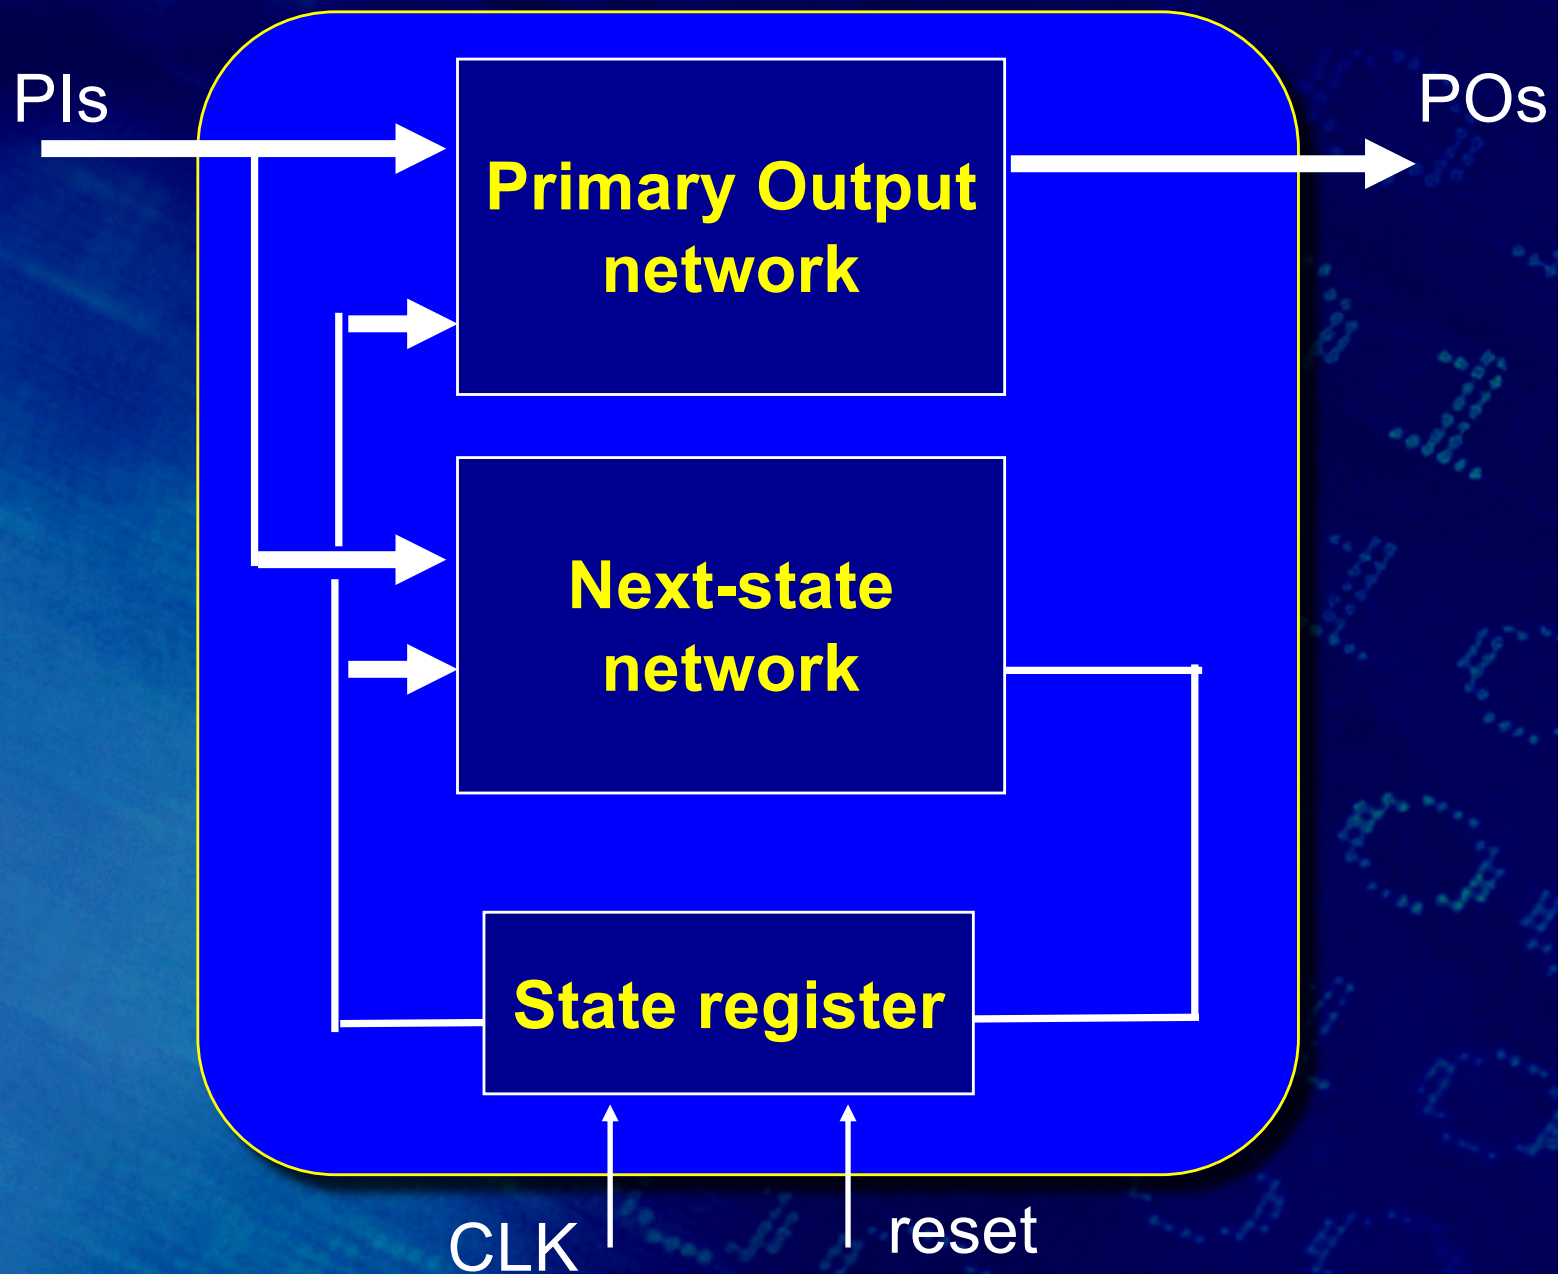 PIs
POs
Primary Output
network
Next-state
network
State register
CLK
reset